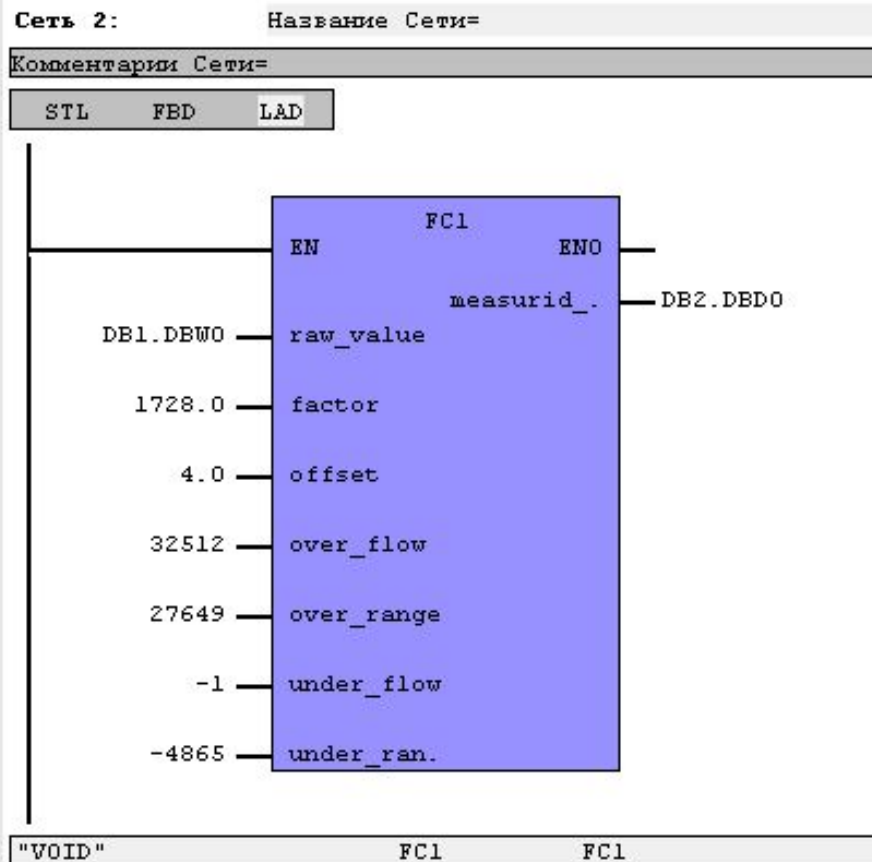 Сеть 2: Название Сети=
Комментарии Сети=
STL FBD LAD
FC1
EN ENO
measurid_. DB2.DBD0
DB1.DBW0 raw_value
1728.0 factor
4.0 offset
32512 over_flow
27649 over_range
-1 under_flow
-4865 under_ran.
"VOID" FC1 FC1